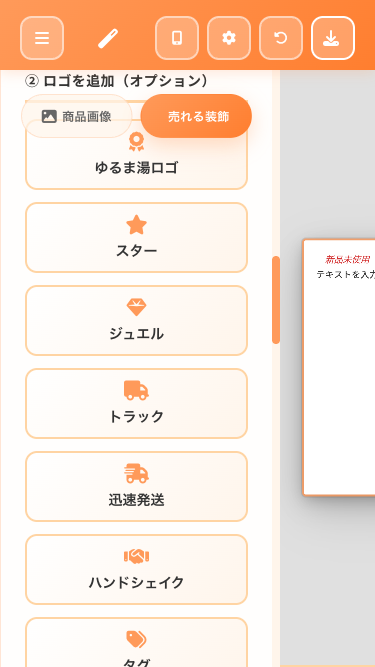 ② ロゴを追加（オプション）
商品画像
売れる装飾
ゆるま湯ロゴ
スター
ジュエル
トラック
迅速発送
ハンドシェイク
タグ
新品未使用
テキストを入力